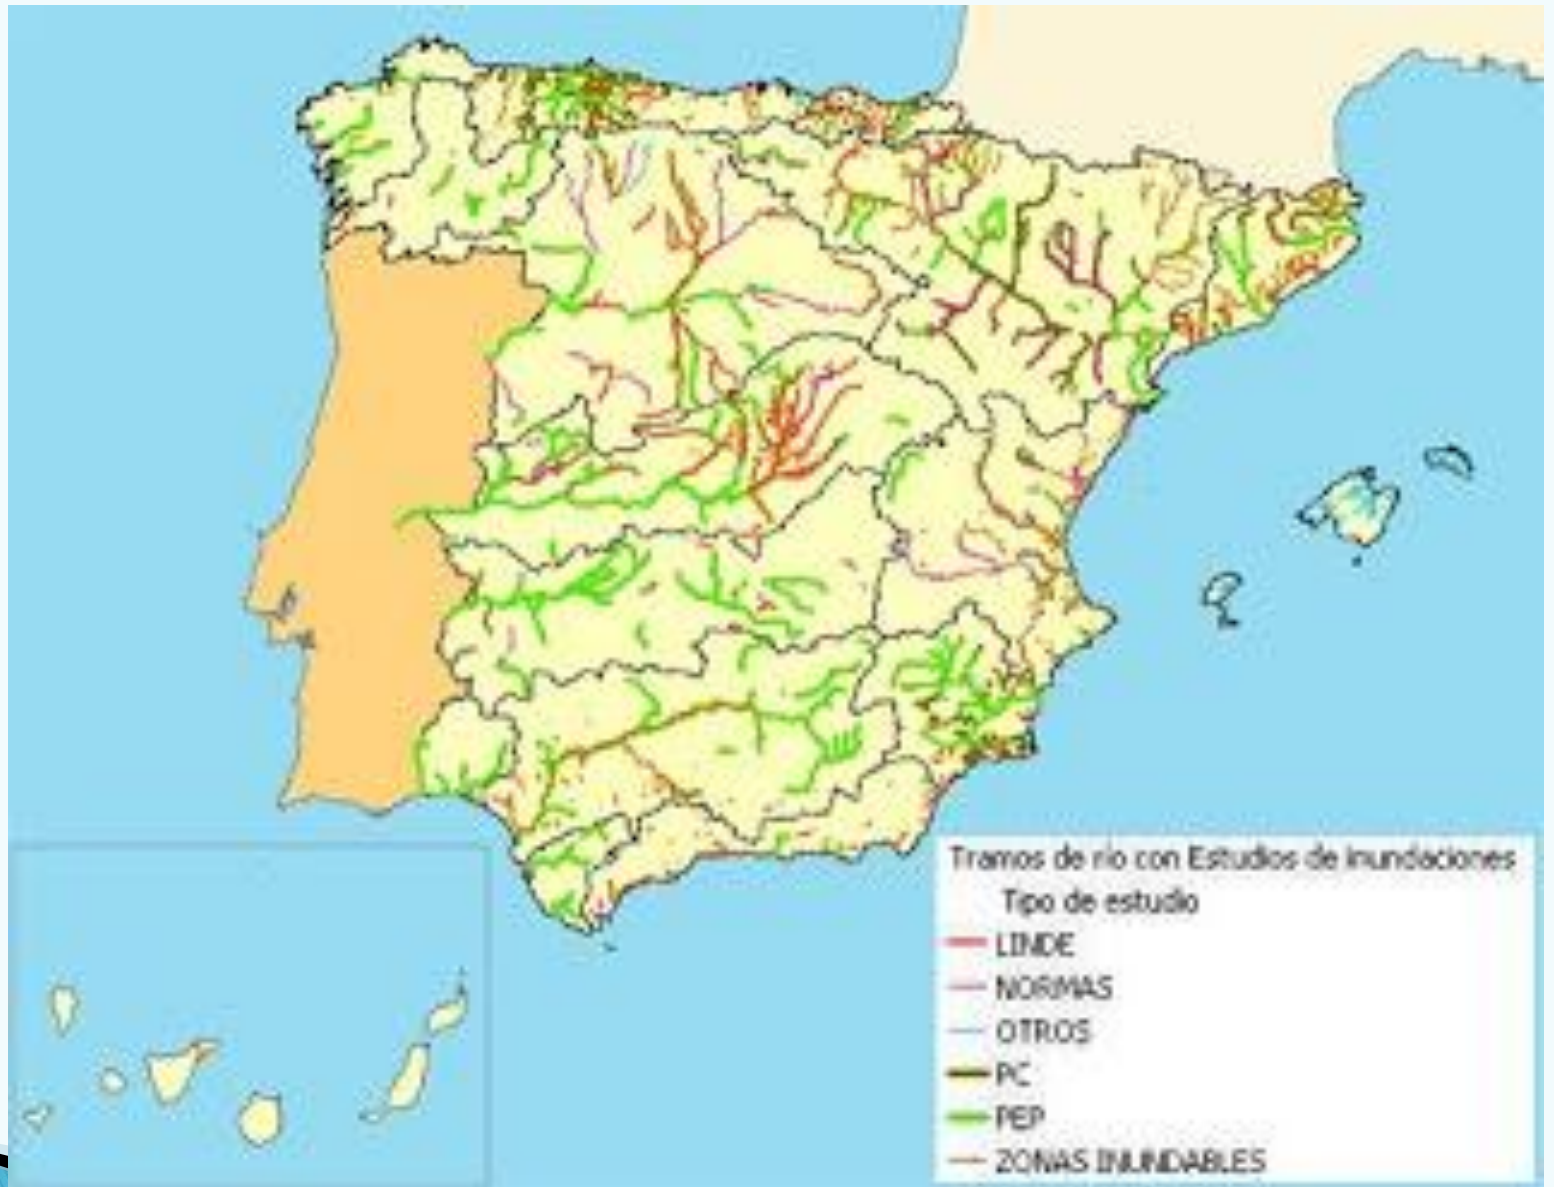 Tramos de río con Estudios de inundaciones
Tipo de estudio
LINDE
NORMAS
OTROS
PC
PEP
ZONAS INUNDABLES